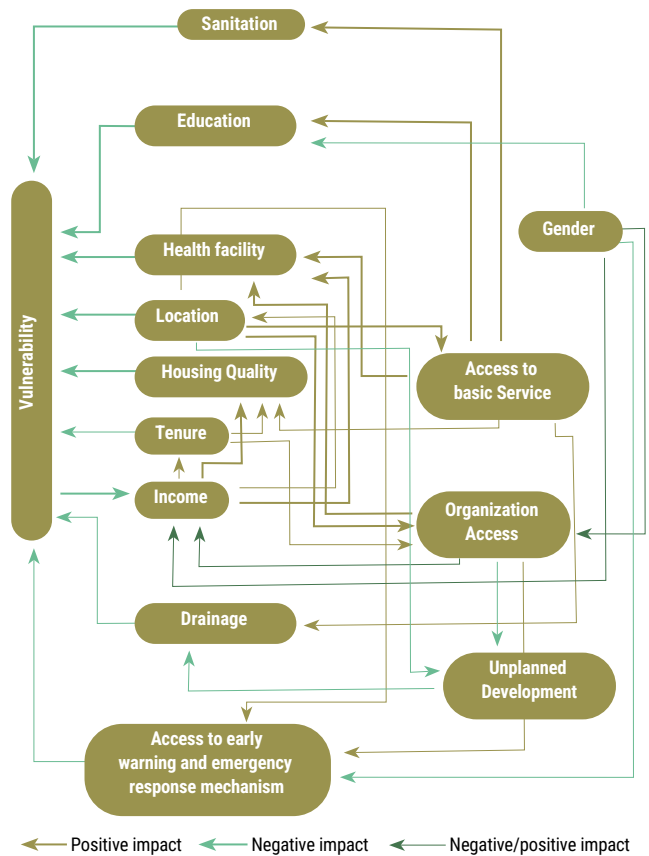 Sanitation
Education
Gender
Health facility
Location
Vulnerability
Housing Quality
Access to
basic Service
Tenure
Income
Organization
Access
Drainage
Unplanned
Development
Access to early
warning and emergency
response mechanism
Positive impact
Negative impact
Negative/positive impact